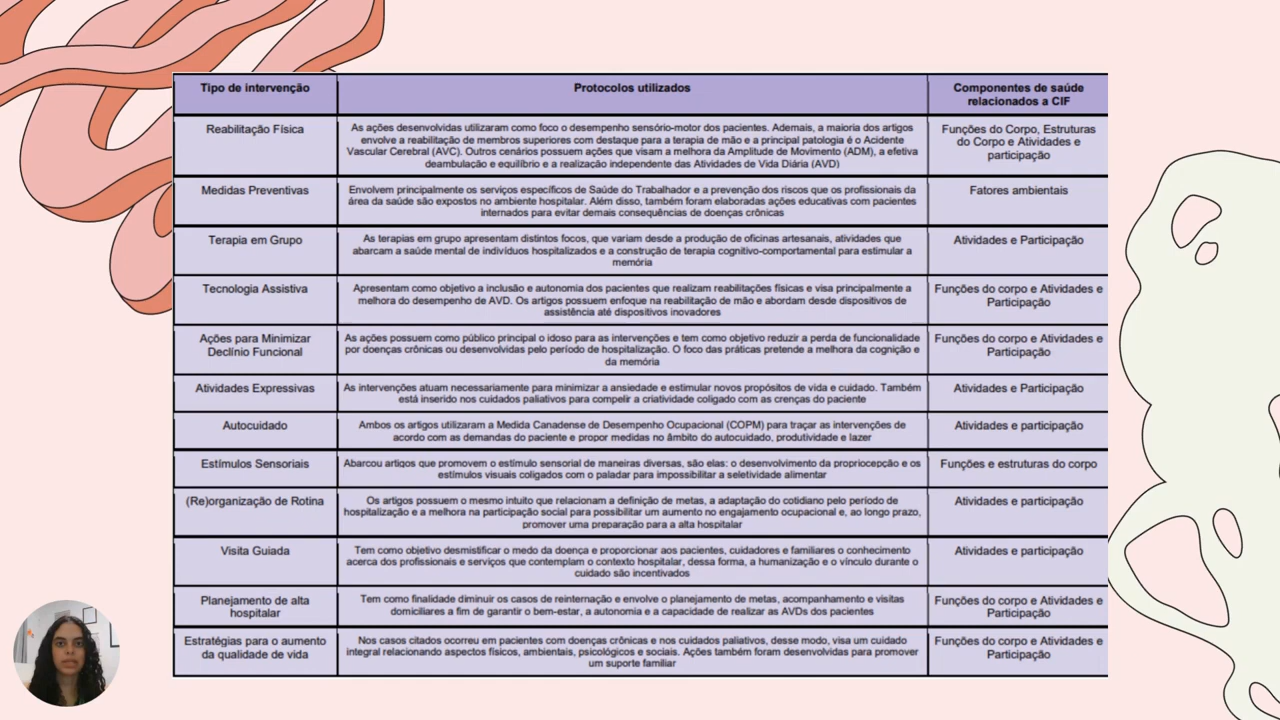 Tipo de intervenção
Protocolos utilizados
Componentes de saúde
relacionados a CIF
Reabilitação Física
As ações desenvolvidas utilizaram como foco o desempenho sensório-motor dos pacientes. Ademais, a maioria dos artigos
envolve a reabilitação de membros superiores com destaque para a terapia de mão e a principal patologia é o Acidente
Vascular Cerebral (AVC). Outros cenários possuem ações que visam a melhora da Amplitude de Movimento (ADM), a efetiva
deambulação e equilíbrio e a realização independente das Atividades de Vida Diária (AVD)
Funções do Corpo, Estruturas
do Corpo e Atividades e
participação
Medidas Preventivas
Envolvem principalmente os serviços específicos de Saúde do Trabalhador e a prevenção dos riscos que os profissionais da
área da saúde são expostos no ambiente hospitalar. Além disso, também foram elaboradas ações educativas com pacientes
internados para evitar demais consequências de doenças crônicas
Fatores ambientais
Terapia em Grupo
As terapias em grupo apresentam distintos focos, que variam desde a produção de oficinas artesanais, atividades que
abarcam a saúde mental de indivíduos hospitalizados e a construção de terapia cognitivo-comportamental para estimular a
memória
Atividades e Participação
Tecnologia Assistiva
Apresentam como objetivo a inclusão e autonomia dos pacientes que realizam reabilitações físicas e visa principalmente a
melhora do desempenho de AVD. Os artigos possuem enfoque na reabilitação de mão e abordam desde dispositivos de
assistência até dispositivos inovadores
Funções do corpo e Atividades e
Participação
Ações para Minimizar
Declínio Funcional
As ações possuem como público principal o idoso para as intervenções e tem como objetivo reduzir a perda de funcionalidade
por doenças crônicas ou desenvolvidas pelo período de hospitalização. O foco das práticas pretende a melhora da cognição e
da memória
Funções do corpo e Atividades e
Participação
Atividades Expressivas
As intervenções atuam necessariamente para minimizar a ansiedade e estimular novos propósitos de vida e cuidado. Também
está inserido nos cuidados paliativos para compelir a criatividade coligado com as crenças do paciente
Atividades e Participação
Autocuidado
Ambos os artigos utilizaram a Medida Canadense de Desempenho Ocupacional (COPM) para traçar as intervenções de
acordo com as demandas do paciente e propor medidas no âmbito do autocuidado, produtividade e lazer
Atividades e participação
Estímulos Sensoriais
Abarcou artigos que promovem o estímulo sensorial de maneiras diversas, são elas: o desenvolvimento da propriocepção e os
estímulos visuais coligados com o paladar para impossibilitar a seletividade alimentar
Funções e estruturas do corpo
(Re)organização de Rotina
Os artigos possuem o mesmo intuito que relacionam a definição de metas, a adaptação do cotidiano pelo período de
hospitalização e a melhora na participação social para possibilitar um aumento no engajamento ocupacional e, ao longo prazo,
promover uma preparação para a alta hospitalar
Atividades e participação
Visita Guiada
Tem como objetivo desmistificar o medo da doença e proporcionar aos pacientes, cuidadores e familiares o conhecimento
acerca dos profissionais e serviços que contemplam o contexto hospitalar, dessa forma, a humanização e o vínculo durante o
cuidado são incentivados
Atividades e participação
Planejamento de alta
hospitalar
Tem como finalidade diminuir os casos de reinternação e envolve o planejamento de metas, acompanhamento e visitas
domiciliares a fim de garantir o bem-estar, a autonomia e a capacidade de realizar as AVDs dos pacientes
Funções do corpo e Atividades e
Participação
Estratégias para o aumento
da qualidade de vida
Nos casos citados ocorreu em pacientes com doenças crônicas e nos cuidados paliativos, desse modo, visa um cuidado
integral relacionando aspectos físicos, ambientais, psicológicos e sociais. Ações também foram desenvolvidas para promover
um suporte familiar
Funções do corpo e Atividades e
Participação